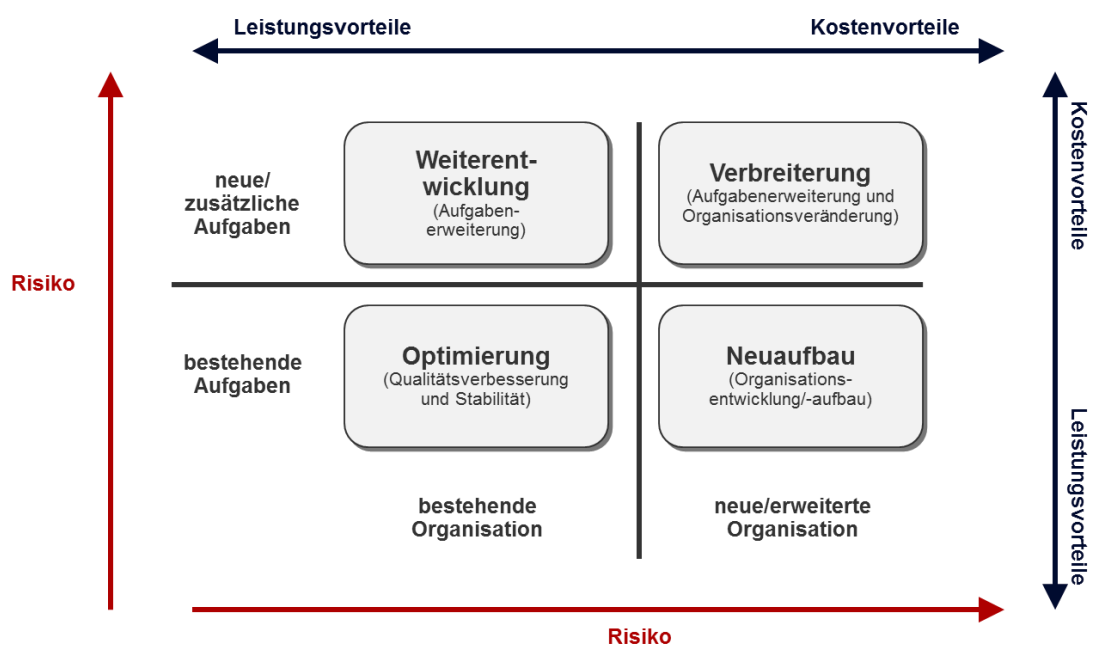 Leistungsvorteile
Kostenvorteile
Weiterent-
wicklung
(Aufgaben-
erweiterung)
Verbreiterung
(Aufgabenerweiterung und
Organisationsveränderung)
neue/
zusätzliche
Aufgaben
Kostenvorteile
Risiko
Optimierung
(Qualitätsverbesserung
und Stabilität)
Neuaufbau
(Organisations-
entwicklung/-aufbau)
bestehende
Aufgaben
Leistungsvorteile
bestehende
Organisation
neue/erweiterte
Organisation
Risiko